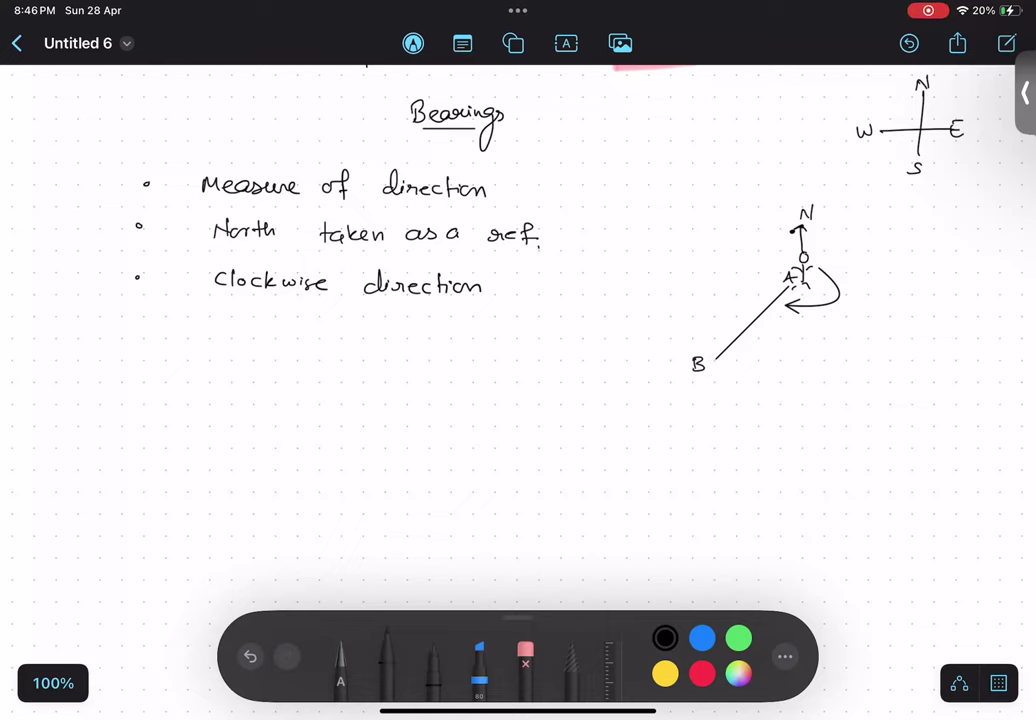 8:46 PM Sun 28 Apr
20%
Untitled 6
A
Bearings
N
W E
S
• Measure of direction
• North taken as a ref.
• Clockwise direction
N
A
B
A
80
100%